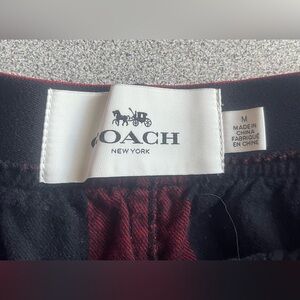 COACH
NEW YORK
M
MADE IN
CHINA
FABRIQUÉ
EN CHINE